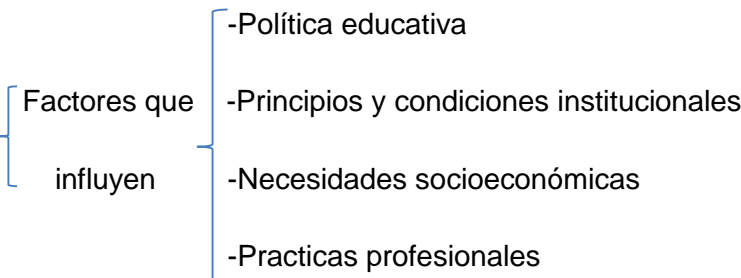 -Política educativa
Factores que
-Principios y condiciones institucionales
influyen
-Necesidades socioeconómicas
-Practicas profesionales